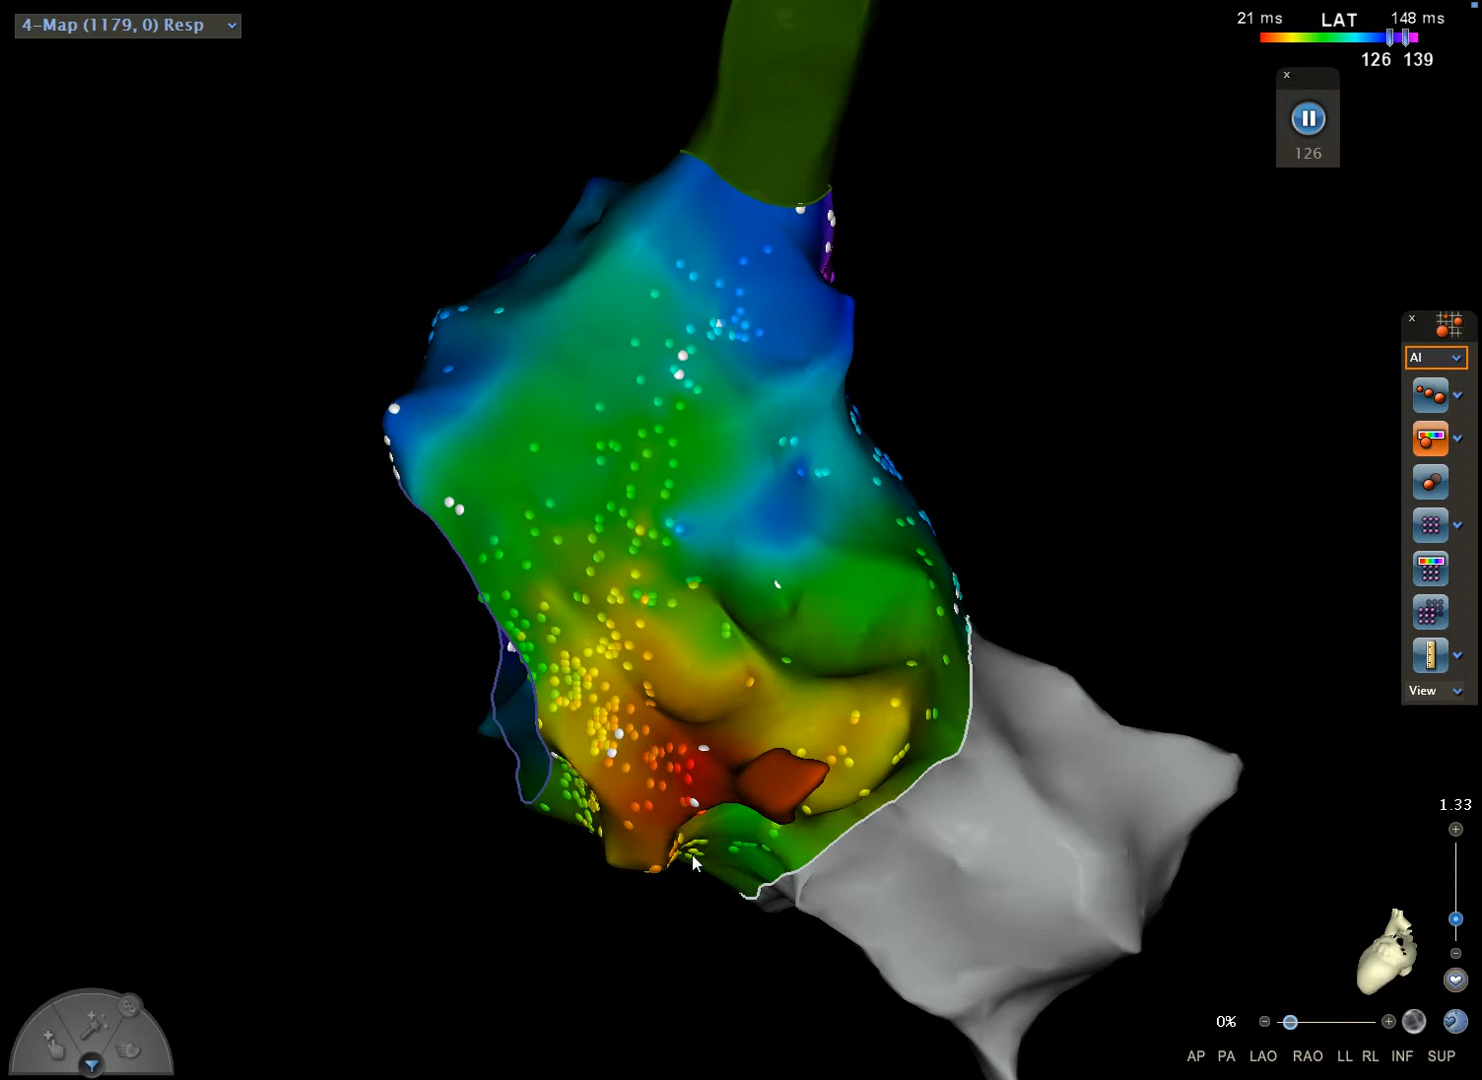 4-Map (1179, 0) Resp
21 ms LAT 148 ms
126 139
x
126
x
AI
View
1.33
0%
AP PA LAO RAO LL RL INF SUP